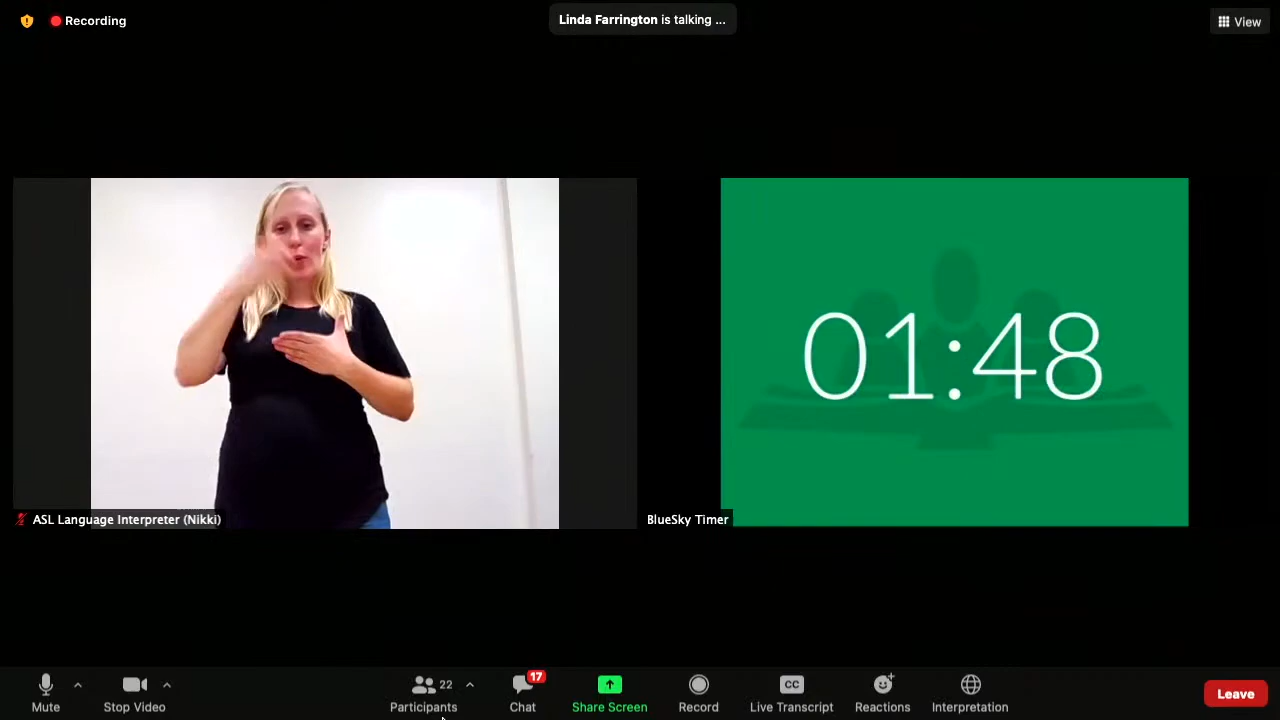 Recording
Linda Farrington is talking ...
View
01:48
ASL Language Interpreter (Nikki)
BlueSky Timer
22
17
CC
Mute
Stop Video
Participants
Chat
Share Screen
Record
Live Transcript
Reactions
Interpretation
Leave